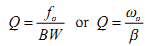 Q = f_o / BW or Q = ω_o / β